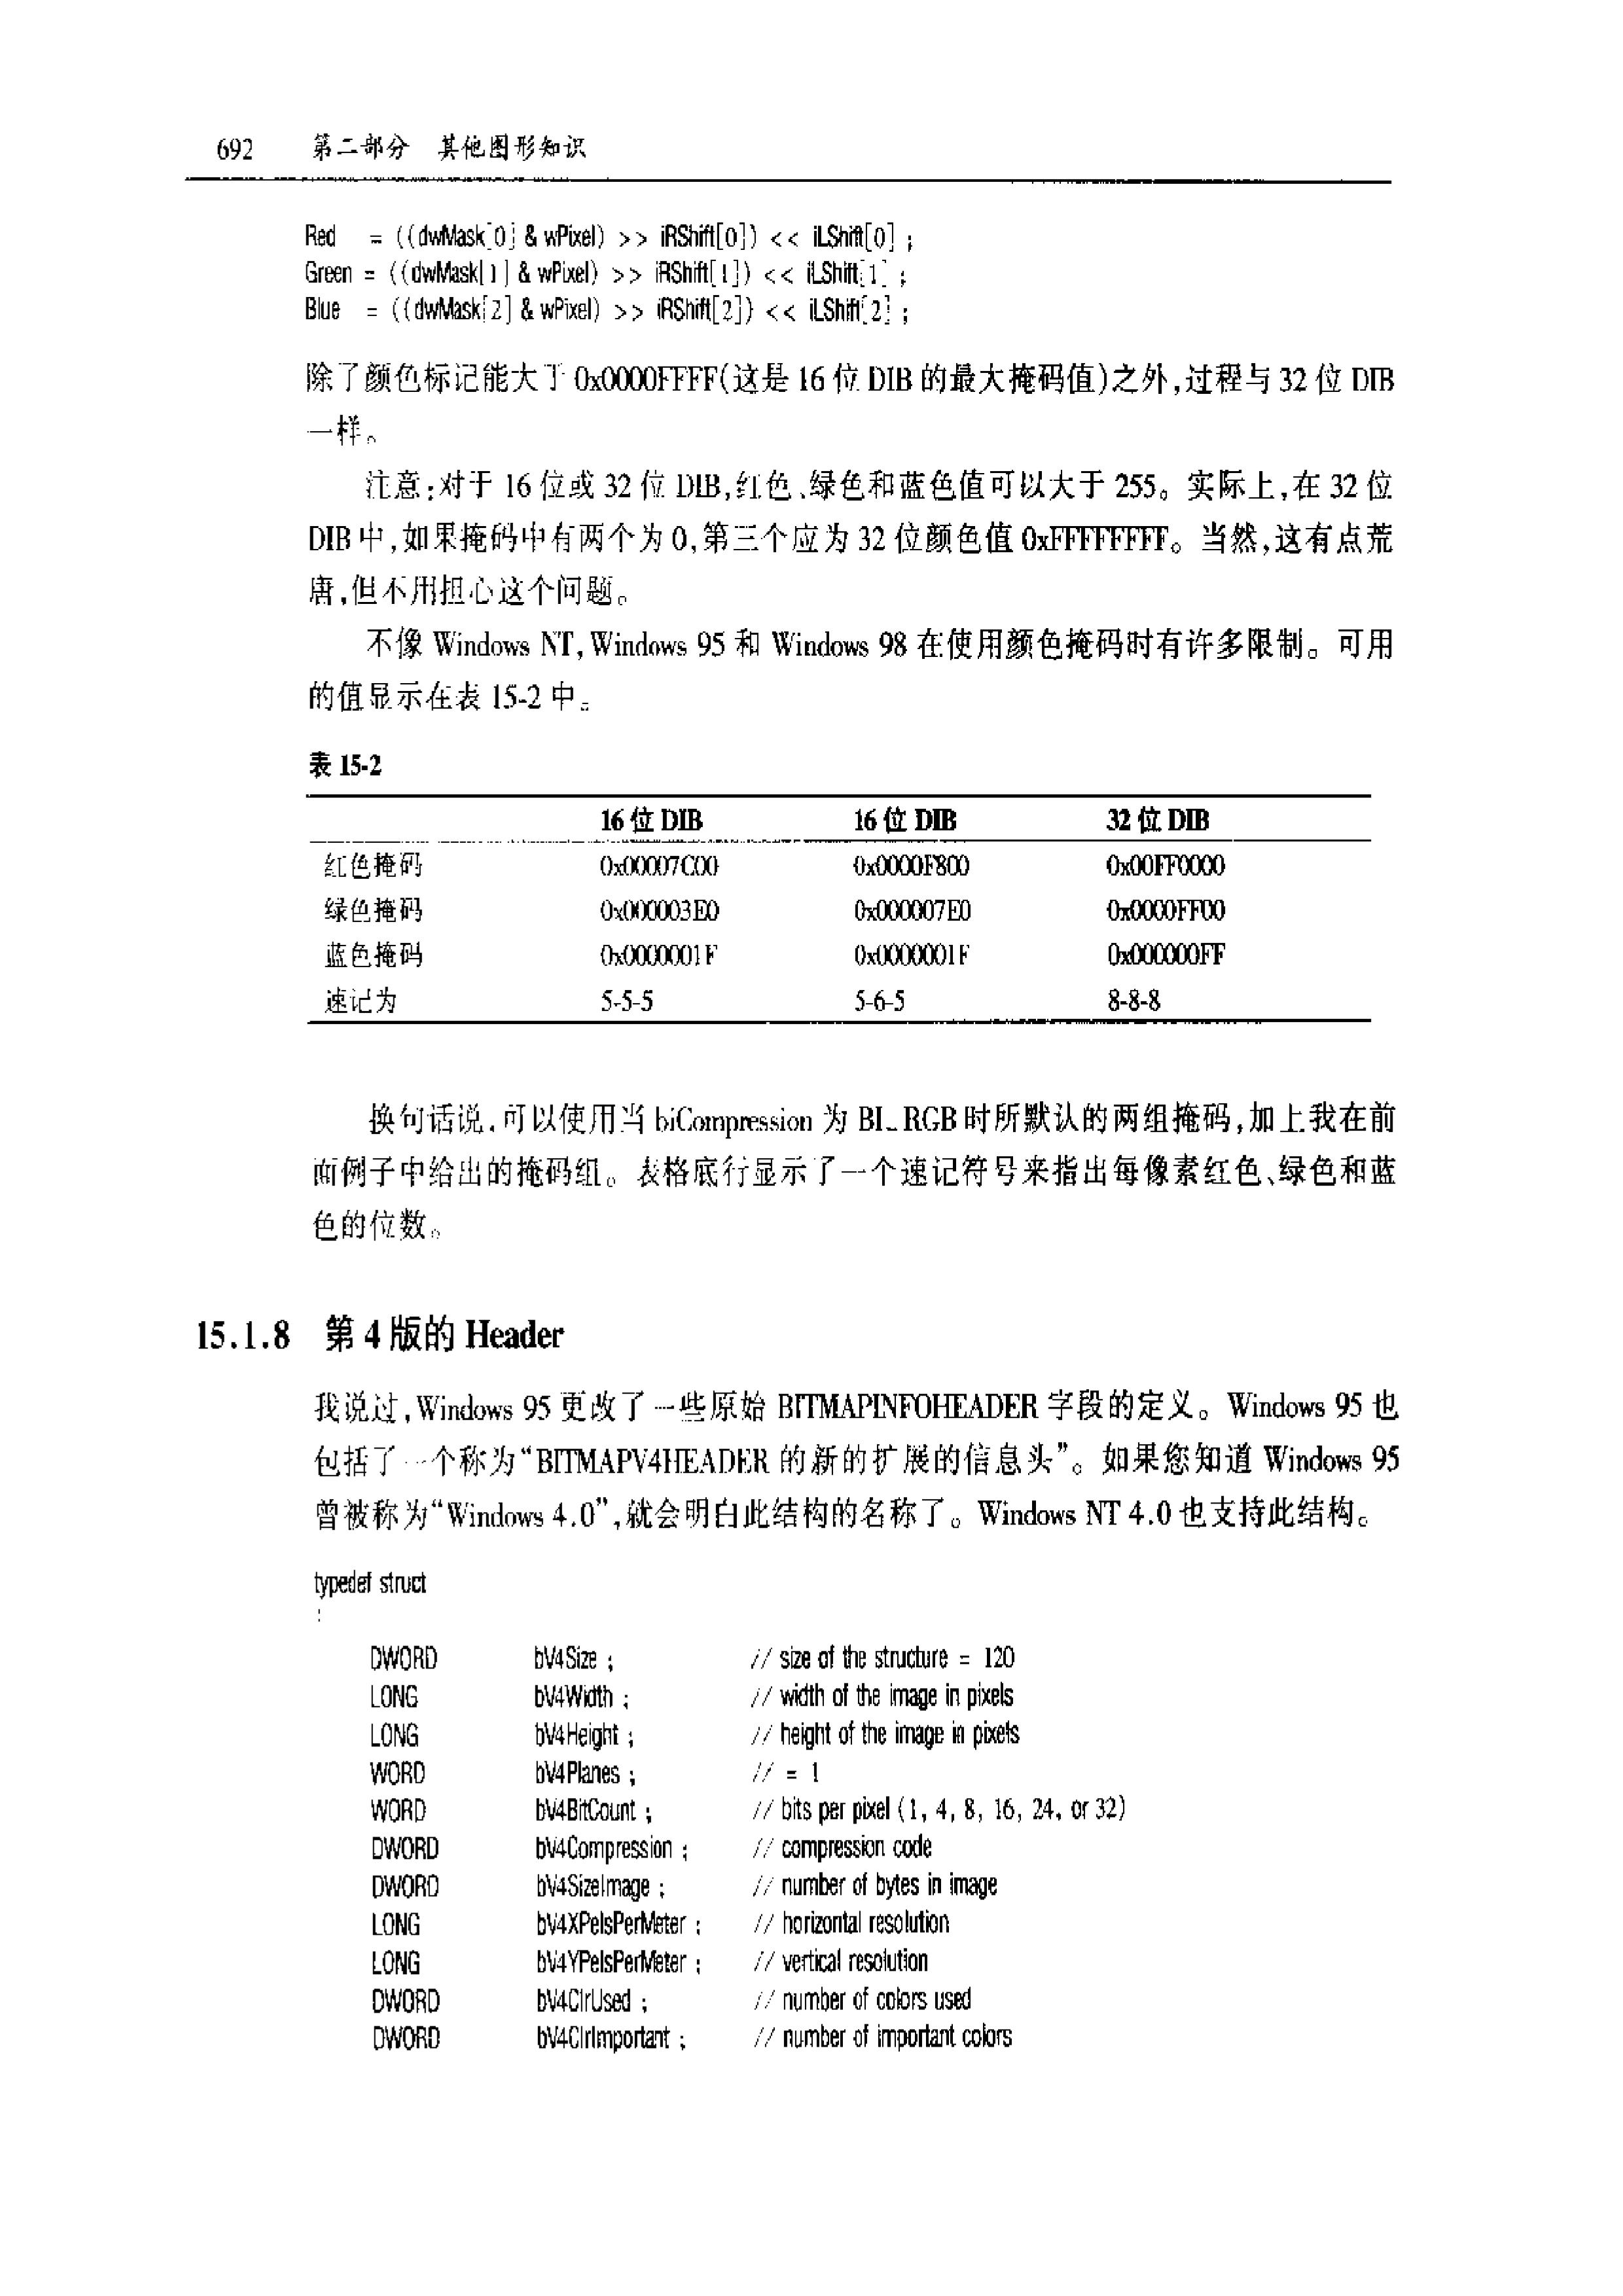 692 第二部分 其他图形知识
Red = ((dwMask[0] & wPixel) >> iRShift[0]) << iLShift[0] ;
Green = ((dwMask[1] & wPixel) >> iRShift[1]) << iLShift[1] ;
Blue = ((dwMask[2] & wPixel) >> iRShift[2]) << iLShift[2] ;
除了颜色标记能大于 0x0000FFFF(这是 16 位 DIB 的最大掩码值)之外,过程与 32 位 DIB
一样。
注意:对于 16 位或 32 位 DIB,红色、绿色和蓝色值可以大于 255。实际上,在 32 位
DIB 中,如果掩码中有两个为 0,第三个应为 32 位颜色值 0xFFFFFFFF。当然,这有点荒
唐,但不用担心这个问题。
不像 Windows NT, Windows 95 和 Windows 98 在使用颜色掩码时有许多限制。可用
的值显示在表 15-2 中。
表 15-2
16 位 DIB 16 位 DIB 32 位 DIB
红色掩码 0x00007C00 0x0000F800 0x00FF0000
绿色掩码 0x000003E0 0x000007E0 0x0000FF00
蓝色掩码 0x0000001F 0x0000001F 0x000000FF
速记为 5-5-5 5-6-5 8-8-8
换句话说,可以使用当 biCompression 为 BI_RGB 时所默认的两组掩码,加上我在前
面例子中给出的掩码组。表格底行显示了一个速记符号来指出每像素红色、绿色和蓝
色的位数。
15.1.8 第 4 版的 Header
我说过, Windows 95 更改了一些原始 BITMAPINFOHEADER 字段的定义。Windows 95 也
包括了一个称为“BITMAPV4HEADER 的新的扩展的信息头”。如果您知道 Windows 95
曾被称为“Windows 4.0”,就会明白此结构的名称了。Windows NT 4.0 也支持此结构。
typedef struct
DWORD bV4Size ; // size of the structure = 120
LONG bV4Width ; // width of the image in pixels
LONG bV4Height ; // height of the image in pixels
WORD bV4Planes ; // = 1
WORD bV4BitCount ; // bits per pixel (1, 4, 8, 16, 24, or 32)
DWORD bV4Compression ; // compression code
DWORD bV4SizeImage ; // number of bytes in image
LONG bV4XPelsPerMeter ; // horizontal resolution
LONG bV4YPelsPerMeter ; // vertical resolution
DWORD bV4ClrUsed ; // number of colors used
DWORD bV4ClrImportant ; // number of important colors